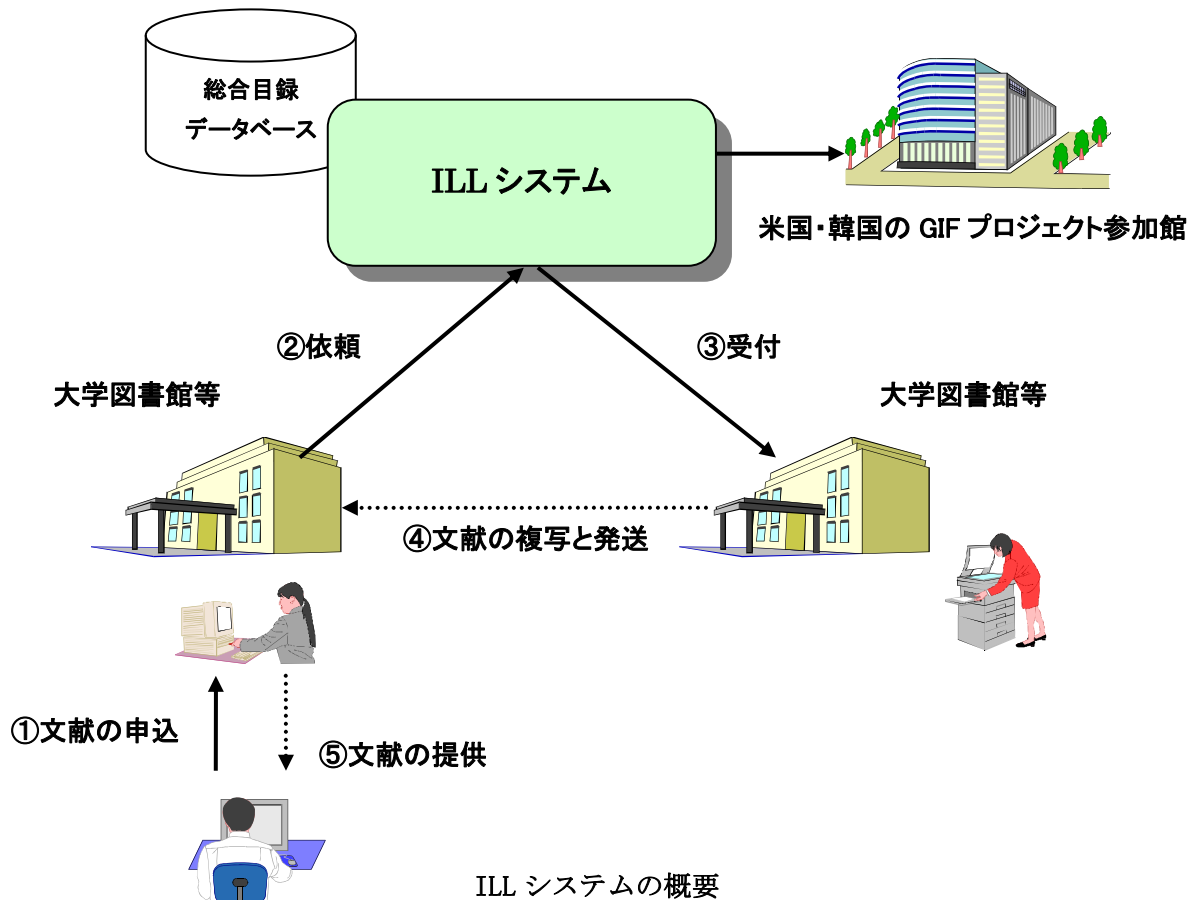 総合目録
データベース
ILL システム
米国・韓国の GIF プロジェクト参加館
②依頼
③受付
大学図書館等
大学図書館等
④文献の複写と発送
①文献の申込
⑤文献の提供
ILL システムの概要